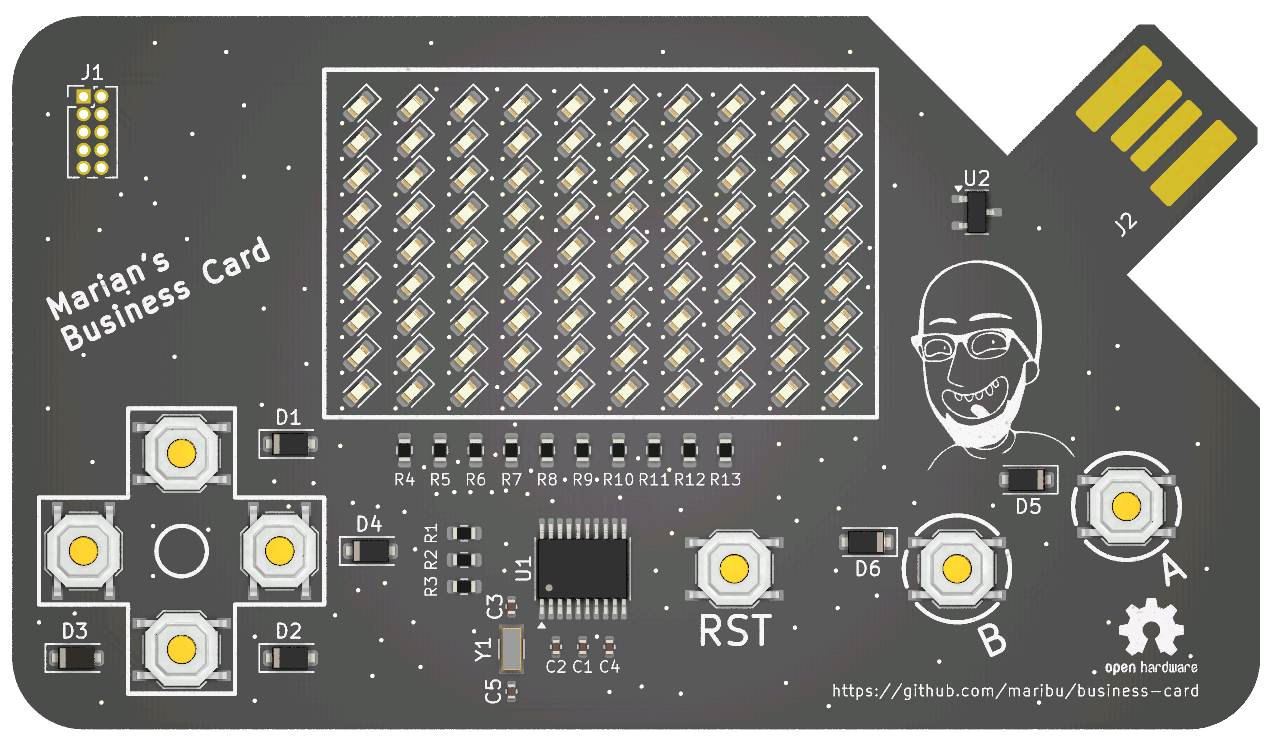 J1
U2
J2
Marian's
Business Card
D1
R4 R5 R6 R7 R8 R9 R10 R11 R12 R13
D5
D4
R1
R2
R3
U1
D6
A
C3
RST
B
D3
D2
Y1
C2 C1 C4
C5
open hardware
https://github.com/maribu/business-card